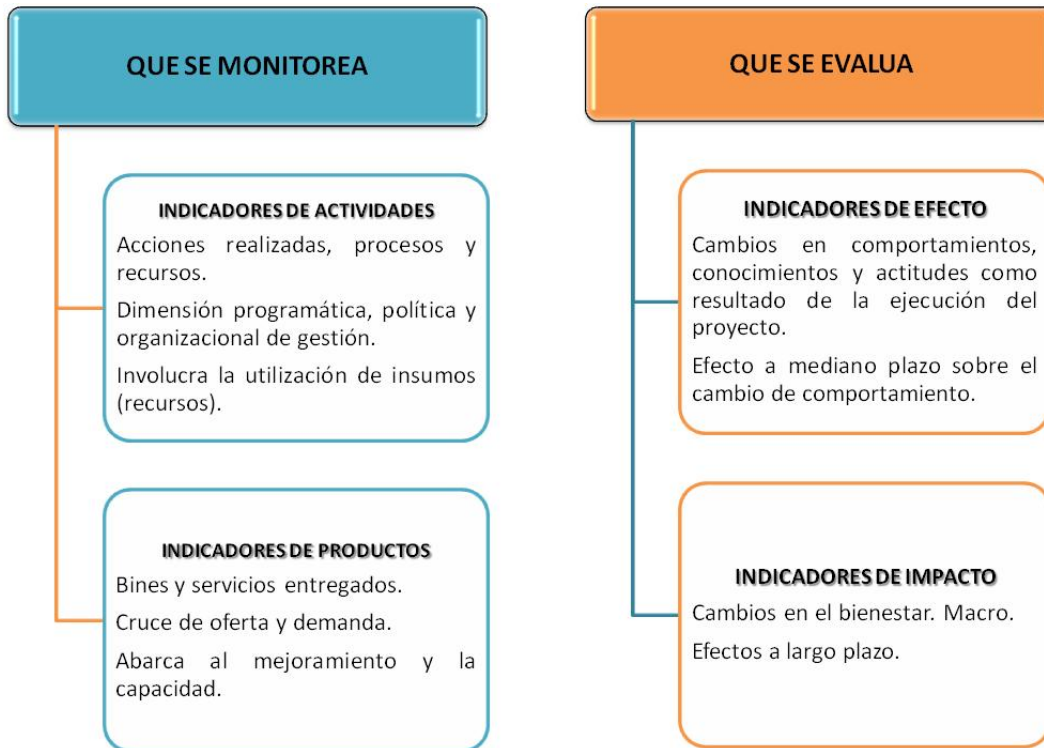 QUE SE MONITOREA
INDICADORES DE ACTIVIDADES
Acciones realizadas, procesos y
recursos.
Dimensión programática, política y
organizacional de gestión.
Involucra la utilización de insumos
(recursos).
INDICADORES DE PRODUCTOS
Bines y servicios entregados.
Cruce de oferta y demanda.
Abarca al mejoramiento y la
capacidad.
QUE SE EVALUA
INDICADORES DE EFECTO
Cambios en comportamientos,
conocimientos y actitudes como
resultado de la ejecución del
proyecto.
Efecto a mediano plazo sobre el
cambio de comportamiento.
INDICADORES DE IMPACTO
Cambios en el bienestar. Macro.
Efectos a largo plazo.